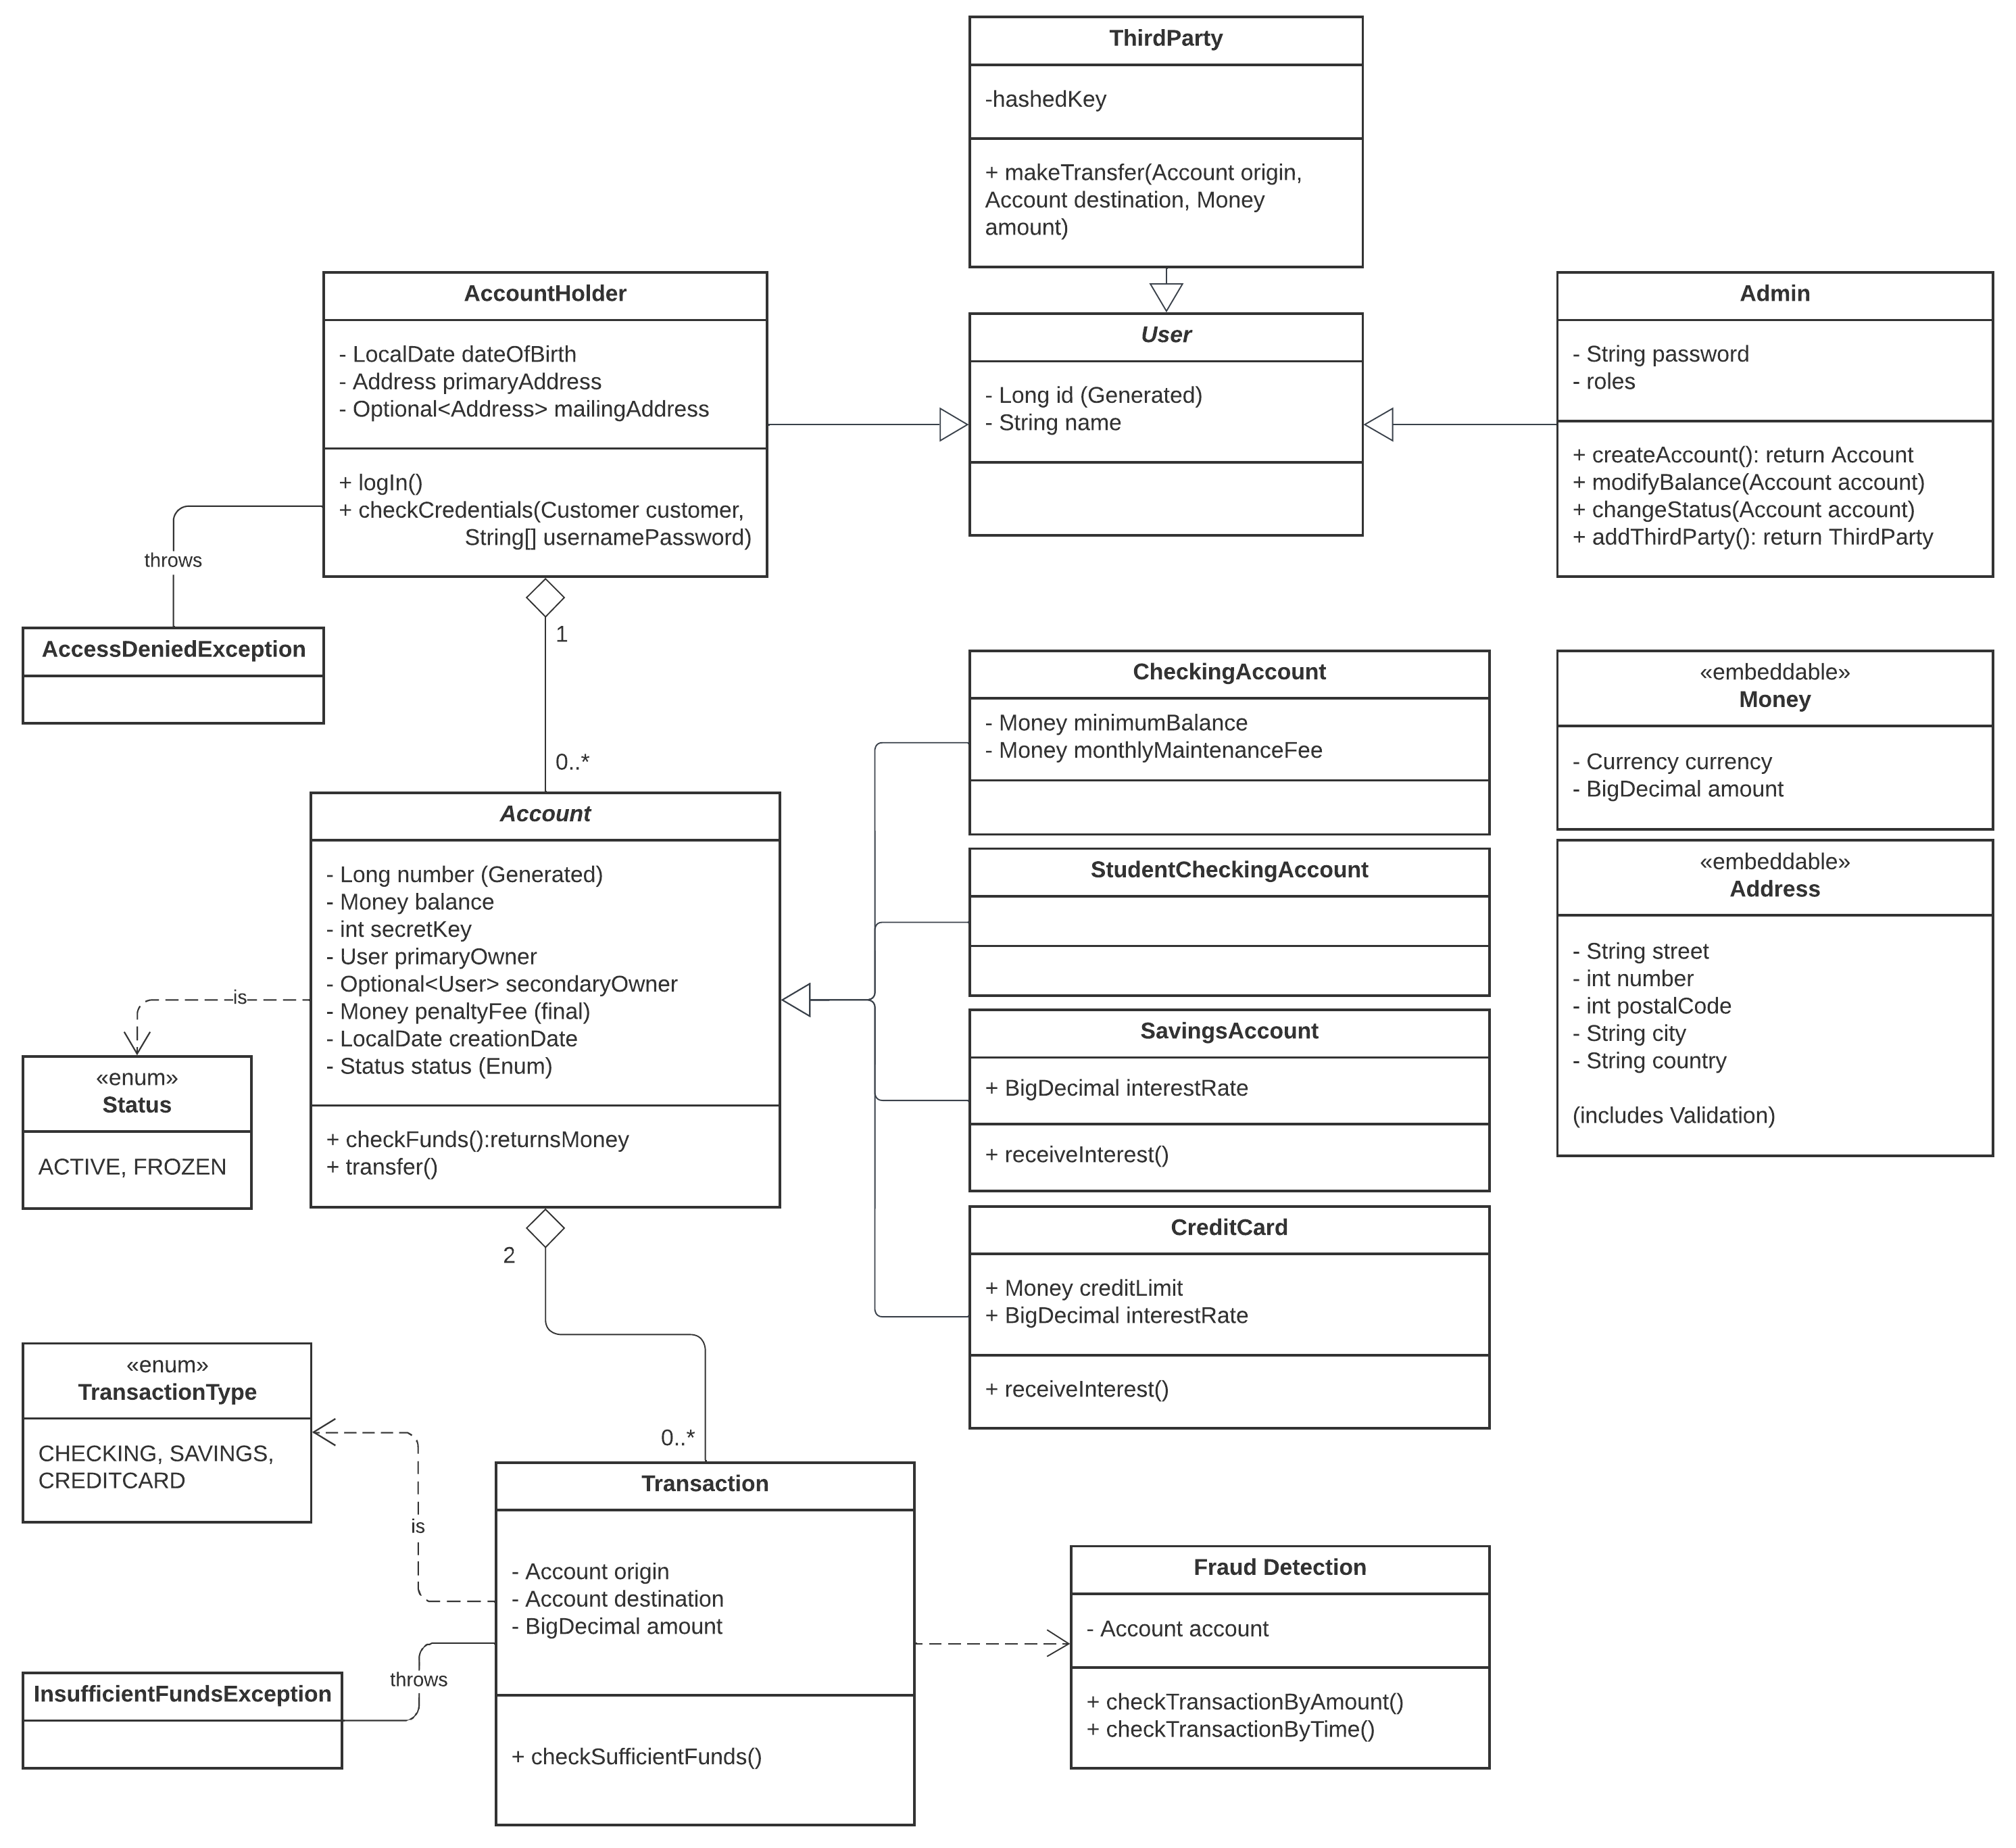 ThirdParty
-hashedKey
+ makeTransfer(Account origin,
Account destination, Money
amount)
AccountHolder
- LocalDate dateOfBirth
- Address primaryAddress
- Optional<Address> mailingAddress
+ logIn()
+ checkCredentials(Customer customer,
String[] usernamePassword)
User
- Long id (Generated)
- String name
Admin
- String password
- roles
+ createAccount(): return Account
+ modifyBalance(Account account)
+ changeStatus(Account account)
+ addThirdParty(): return ThirdParty
throws
AccessDeniedException
1
0..*
Account
- Long number (Generated)
- Money balance
- int secretKey
- User primaryOwner
- Optional<User> secondaryOwner
- Money penaltyFee (final)
- LocalDate creationDate
- Status status (Enum)
+ checkFunds():returnsMoney
+ transfer()
is
«enum»
Status
ACTIVE, FROZEN
CheckingAccount
- Money minimumBalance
- Money monthlyMaintenanceFee
StudentCheckingAccount
SavingsAccount
+ BigDecimal interestRate
+ receiveInterest()
CreditCard
+ Money creditLimit
+ BigDecimal interestRate
+ receiveInterest()
«embeddable»
Money
- Currency currency
- BigDecimal amount
«embeddable»
Address
- String street
- int number
- int postalCode
- String city
- String country
(includes Validation)
2
0..*
«enum»
TransactionType
CHECKING, SAVINGS,
CREDITCARD
is
Transaction
- Account origin
- Account destination
- BigDecimal amount
+ checkSufficientFunds()
throws
InsufficientFundsException
Fraud Detection
- Account account
+ checkTransactionByAmount()
+ checkTransactionByTime()